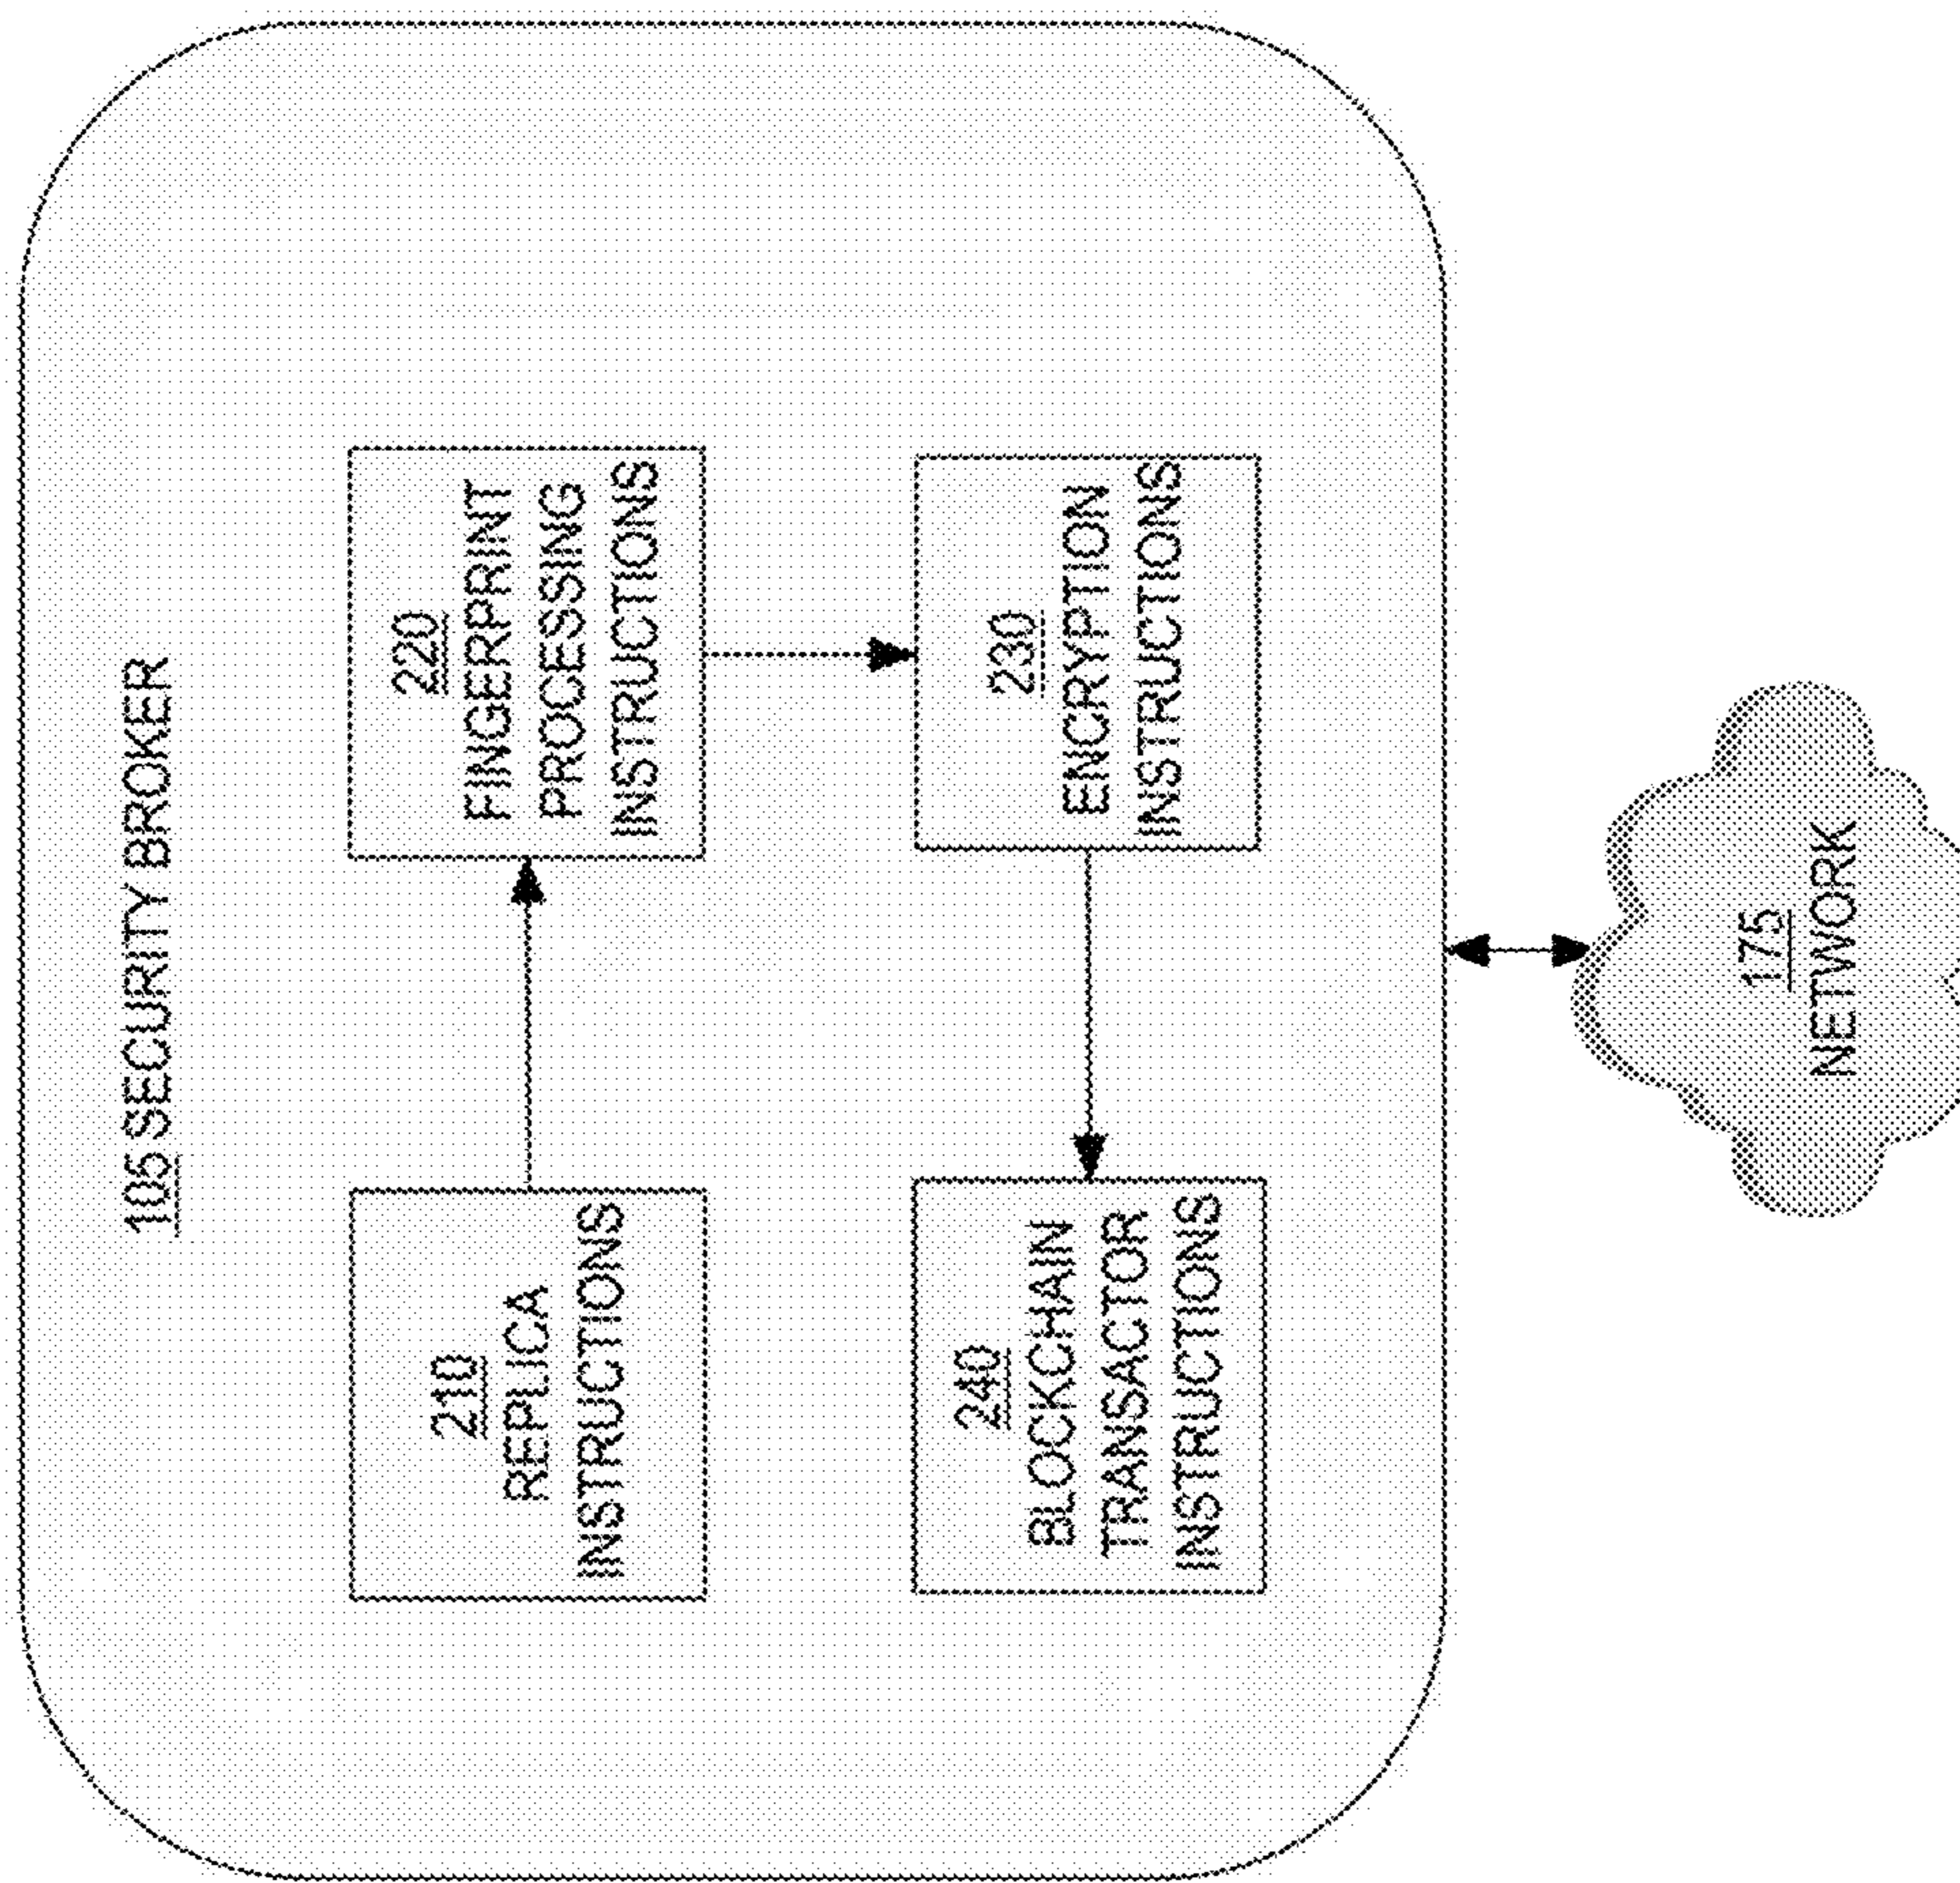 105 SECURITY BROKER
210
REPLICA
INSTRUCTIONS
220
FINGERPRINT
PROCESSING
INSTRUCTIONS
240
BLOCKCHAIN
TRANSACTOR
INSTRUCTIONS
230
ENCRYPTION
INSTRUCTIONS
175
NETWORK